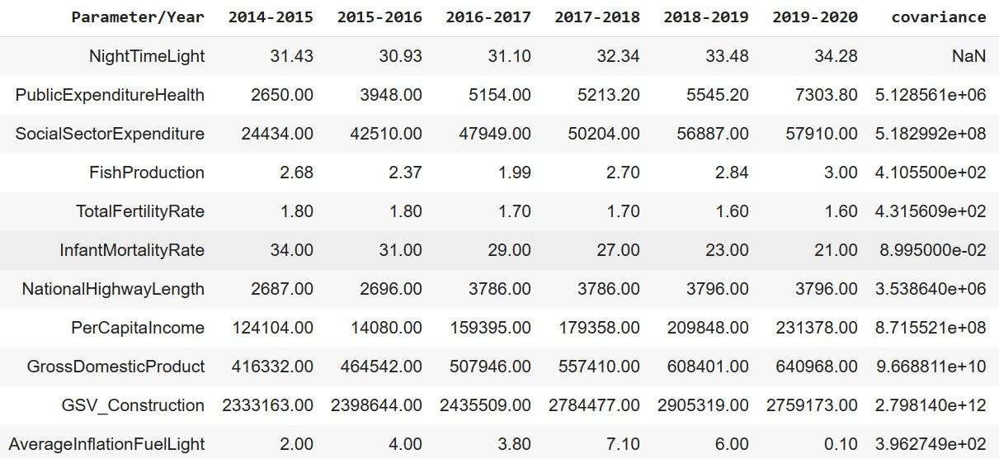 Parameter/Year 2014-2015 2015-2016 2016-2017 2017-2018 2018-2019 2019-2020 covariance
NightTimeLight 31.43 30.93 31.10 32.34 33.48 34.28 NaN
PublicExpenditureHealth 2650.00 3948.00 5154.00 5213.20 5545.20 7303.80 5.128561e+06
SocialSectorExpenditure 24434.00 42510.00 47949.00 50204.00 56887.00 57910.00 5.182992e+08
FishProduction 2.68 2.37 1.99 2.70 2.84 3.00 4.105500e+02
TotalFertilityRate 1.80 1.80 1.70 1.70 1.60 1.60 4.315609e+02
InfantMortalityRate 34.00 31.00 29.00 27.00 23.00 21.00 8.995000e-02
NationalHighwayLength 2687.00 2696.00 3786.00 3786.00 3796.00 3796.00 3.538640e+06
PerCapitaIncome 124104.00 14080.00 159395.00 179358.00 209848.00 231378.00 8.715521e+08
GrossDomesticProduct 416332.00 464542.00 507946.00 557410.00 608401.00 640968.00 9.668811e+10
GSV_Construction 2333163.00 2398644.00 2435509.00 2784477.00 2905319.00 2759173.00 2.798140e+12
AverageInflationFuelLight 2.00 4.00 3.80 7.10 6.00 0.10 3.962749e+02